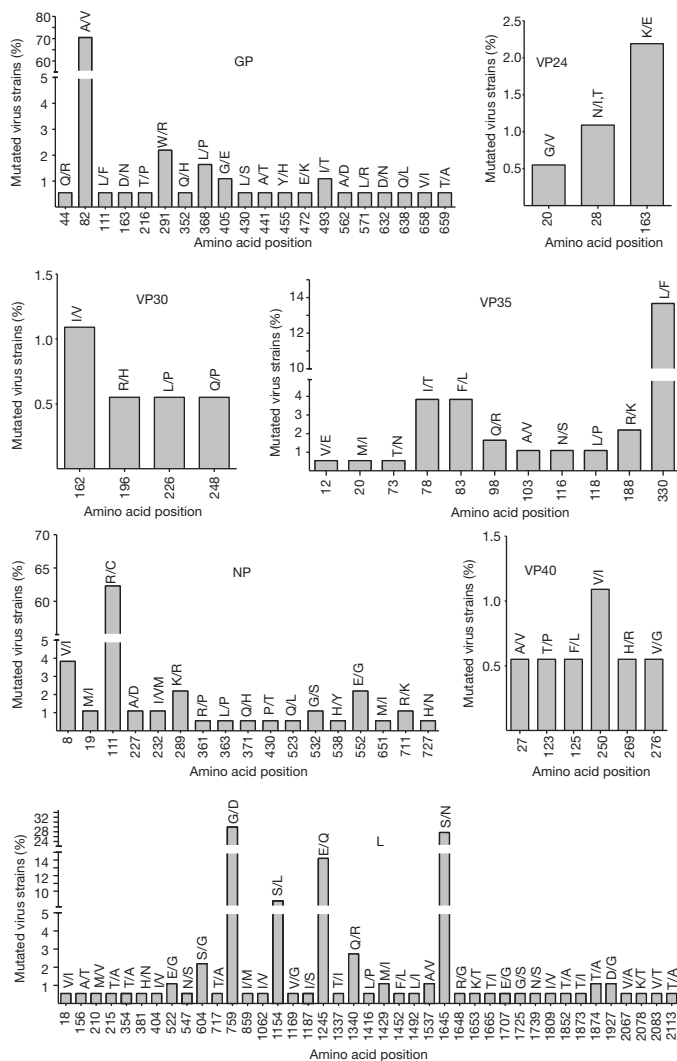 GP
Mutated virus strains (%)
80
70
60
5
4
3
2
1
Q/R
A/V
L/F
D/N
T/P
W/R
Q/H
L/P
G/E
L/S
A/T
Y/H
E/K
I/T
A/D
L/R
D/N
Q/L
V/I
T/A
44
82
111
163
216
291
352
368
405
430
441
455
472
493
562
571
632
638
658
659
Amino acid position
VP24
Mutated virus strains (%)
2.5
2.0
1.5
1.0
0.5
G/V
N/I,T
K/E
20
28
163
Amino acid position
VP30
Mutated virus strains (%)
1.5
1.0
0.5
I/V
R/H
L/P
Q/P
162
196
226
248
Amino acid position
VP35
Mutated virus strains (%)
14
12
10
4
3
2
1
V/E
M/I
T/N
I/T
F/L
Q/R
A/V
N/S
L/P
R/K
L/F
12
20
73
78
83
98
103
116
118
188
330
Amino acid position
NP
Mutated virus strains (%)
70
65
60
5
4
3
2
1
V/I
M/I
R/C
A/D
I/VM
K/R
R/P
L/P
Q/H
P/T
Q/L
G/S
H/Y
E/G
M/I
R/K
H/N
8
19
111
227
232
289
361
363
371
430
523
532
538
552
651
711
727
Amino acid position
VP40
Mutated virus strains (%)
1.5
1.0
0.5
A/V
T/P
F/L
V/I
H/R
V/G
27
123
125
250
269
276
Amino acid position
L
Mutated virus strains (%)
32
28
24
14
10
5
4
3
2
1
V/I
A/T
M/V
T/A
T/A
H/N
I/V
E/G
N/S
S/G
T/A
G/D
I/M
I/V
S/L
V/G
I/S
E/Q
T/I
Q/R
L/P
M/I
F/L
L/I
A/V
S/N
R/G
K/T
T/I
E/G
G/S
N/S
I/V
T/A
T/I
T/A
D/G
V/A
K/R
V/T
T/A
18
156
210
215
354
381
404
522
547
604
717
759
859
1062
1154
1169
1187
1245
1337
1340
1416
1429
1452
1492
1537
1645
1648
1653
1665
1707
1725
1739
1809
1852
1873
1874
1927
2067
2078
2083
2113
Amino acid position